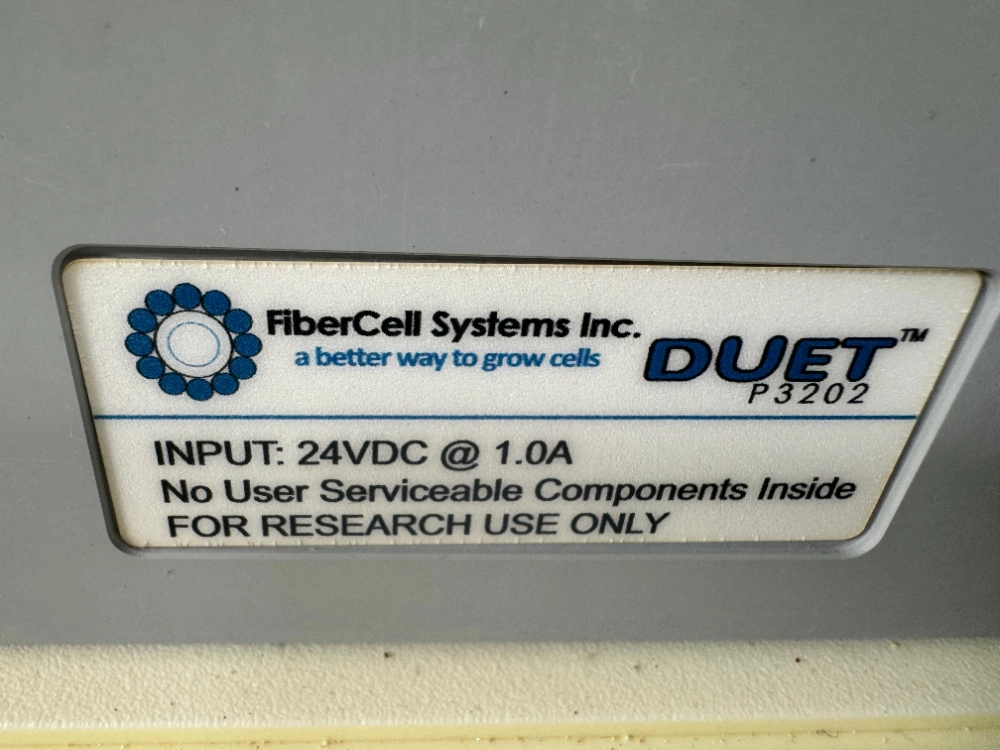 FiberCell Systems Inc.
a better way to grow cells
DUET™
P3202
INPUT: 24VDC @ 1.0A
No User Serviceable Components Inside
FOR RESEARCH USE ONLY